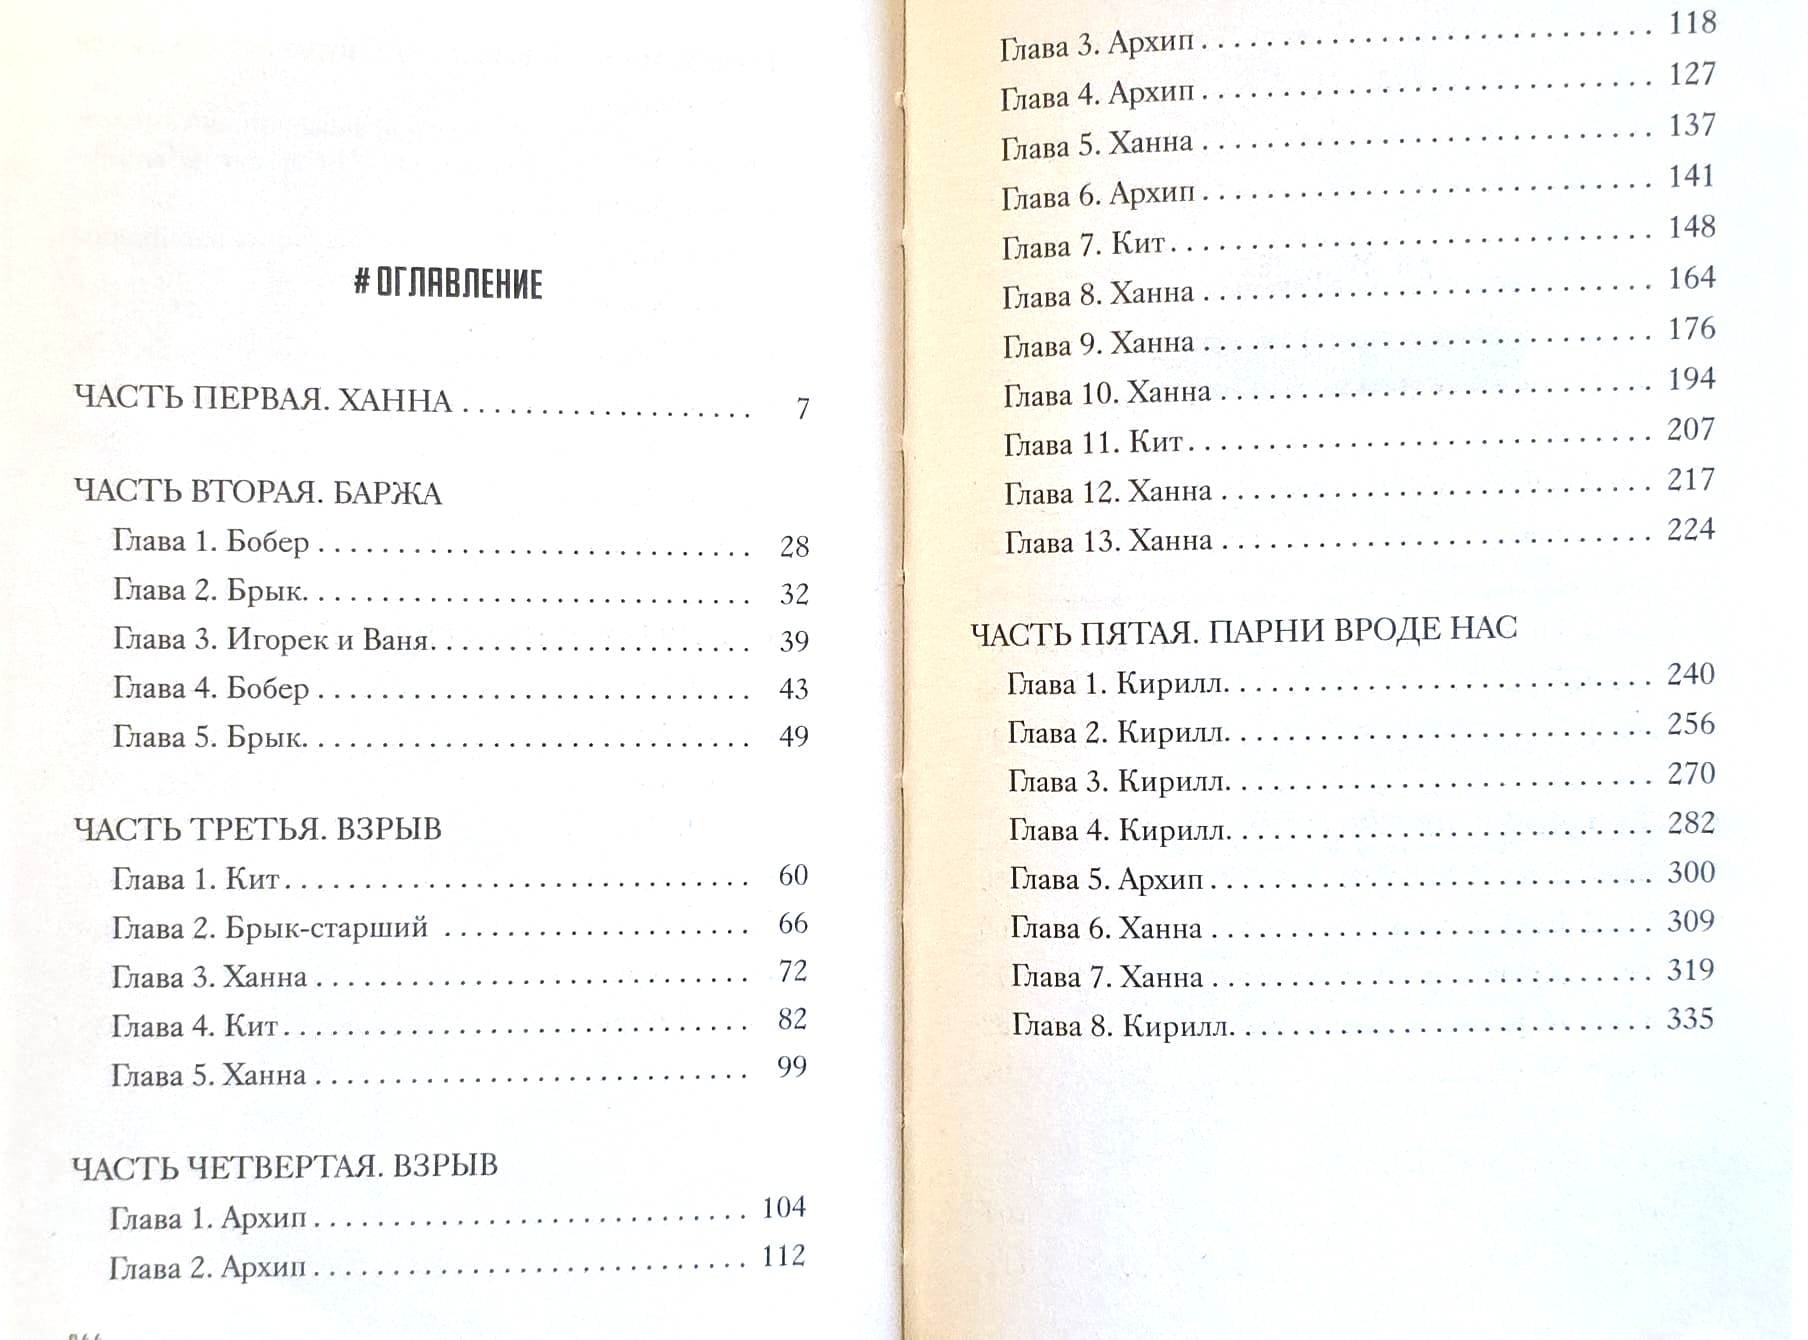 #ОГЛАВЛЕНИЕ
ЧАСТЬ ПЕРВАЯ. ХАННА . . . . . . . . . . . . . . . . . . . 7
ЧАСТЬ ВТОРАЯ. БАРЖА
Глава 1. Бобер . . . . . . . . . . . . . . . . . . . . . . . . . . . 28
Глава 2. Брык. . . . . . . . . . . . . . . . . . . . . . . . . . . . 32
Глава 3. Игорек и Ваня. . . . . . . . . . . . . . . . . . . . . 39
Глава 4. Бобер . . . . . . . . . . . . . . . . . . . . . . . . . . . 43
Глава 5. Брык. . . . . . . . . . . . . . . . . . . . . . . . . . . . 49
ЧАСТЬ ТРЕТЬЯ. ВЗРЫВ
Глава 1. Кит. . . . . . . . . . . . . . . . . . . . . . . . . . . . . 60
Глава 2. Брык-старший . . . . . . . . . . . . . . . . . . . 66
Глава 3. Ханна . . . . . . . . . . . . . . . . . . . . . . . . . . . 72
Глава 4. Кит. . . . . . . . . . . . . . . . . . . . . . . . . . . . . 82
Глава 5. Ханна . . . . . . . . . . . . . . . . . . . . . . . . . . . 99
ЧАСТЬ ЧЕТВЕРТАЯ. ВЗРЫВ
Глава 1. Архип . . . . . . . . . . . . . . . . . . . . . . . . . . . 104
Глава 2. Архип . . . . . . . . . . . . . . . . . . . . . . . . . . . 112
Глава 3. Архип . . . . . . . . . . . . . . . . . . . . . . . . . . . 118
Глава 4. Архип . . . . . . . . . . . . . . . . . . . . . . . . . . . 127
Глава 5. Ханна . . . . . . . . . . . . . . . . . . . . . . . . . . . 137
Глава 6. Архип . . . . . . . . . . . . . . . . . . . . . . . . . . . 141
Глава 7. Кит. . . . . . . . . . . . . . . . . . . . . . . . . . . . . 148
Глава 8. Ханна . . . . . . . . . . . . . . . . . . . . . . . . . . . 164
Глава 9. Ханна . . . . . . . . . . . . . . . . . . . . . . . . . . . 176
Глава 10. Ханна . . . . . . . . . . . . . . . . . . . . . . . . . . 194
Глава 11. Кит. . . . . . . . . . . . . . . . . . . . . . . . . . . . 207
Глава 12. Ханна . . . . . . . . . . . . . . . . . . . . . . . . . . 217
Глава 13. Ханна . . . . . . . . . . . . . . . . . . . . . . . . . . 224
ЧАСТЬ ПЯТАЯ. ПАРНИ ВРОДЕ НАС
Глава 1. Кирилл. . . . . . . . . . . . . . . . . . . . . . . . . . 240
Глава 2. Кирилл. . . . . . . . . . . . . . . . . . . . . . . . . . 256
Глава 3. Кирилл. . . . . . . . . . . . . . . . . . . . . . . . . . 270
Глава 4. Кирилл. . . . . . . . . . . . . . . . . . . . . . . . . . 282
Глава 5. Архип . . . . . . . . . . . . . . . . . . . . . . . . . . . 300
Глава 6. Ханна . . . . . . . . . . . . . . . . . . . . . . . . . . . 309
Глава 7. Ханна . . . . . . . . . . . . . . . . . . . . . . . . . . . 319
Глава 8. Кирилл. . . . . . . . . . . . . . . . . . . . . . . . . . 335